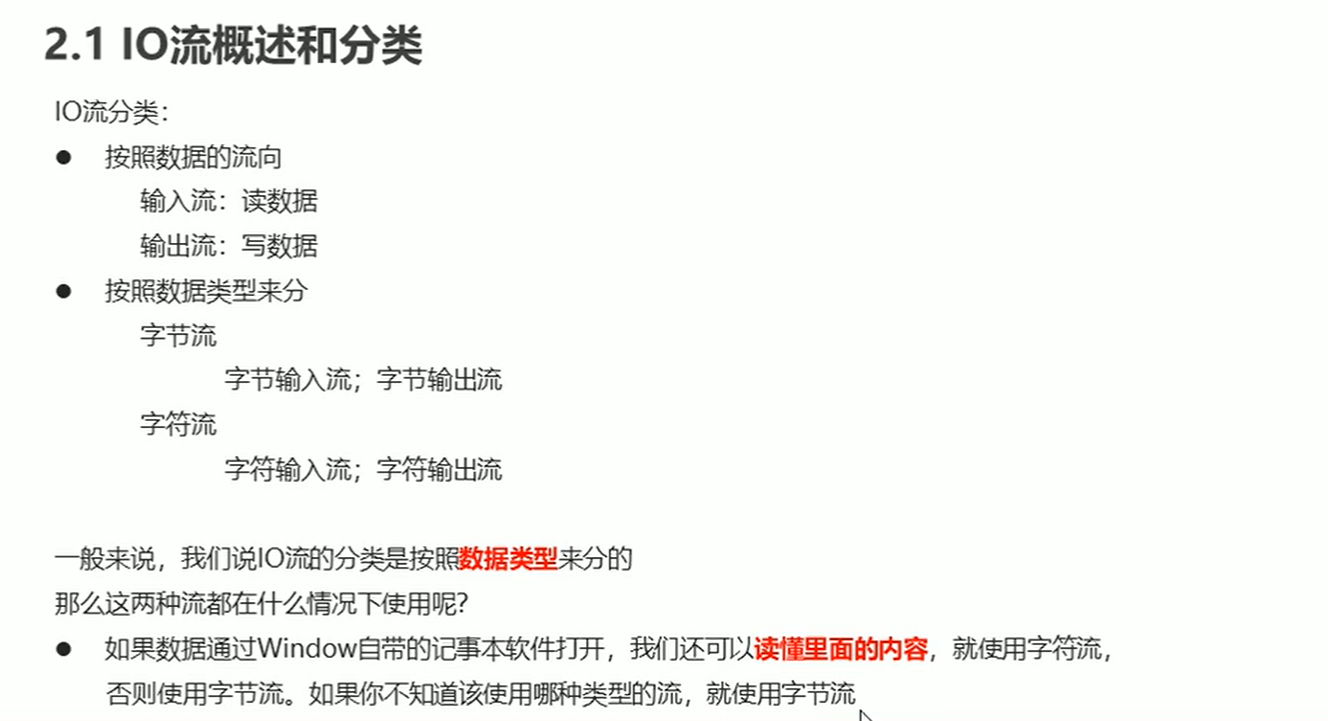 2.1 IO流概述和分类
IO流分类：
● 按照数据的流向
输入流：读数据
输出流：写数据
● 按照数据类型来分
字节流
字节输入流；字节输出流
字符流
字符输入流；字符输出流
一般来说，我们说IO流的分类是按照数据类型来分的
那么这两种流都在什么情况下使用呢?
● 如果数据通过Window自带的记事本软件打开，我们还可以读懂里面的内容，就使用字符流，
否则使用字节流。如果你不知道该使用哪种类型的流，就使用字节流